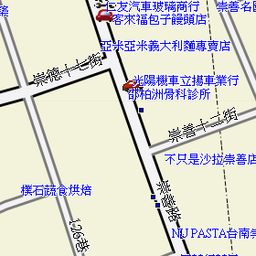 仁友汽車玻璃商行
客來福包子饅頭店
崇善名
亞米亞米義大利麵專賣店
崇德十七街
光陽機車立揚車業行
邵柏洲骨科診所
崇善十二街
不只是沙拉崇善店
樸石蔬食烘焙
崇善路
126巷
NU PASTA台南崇